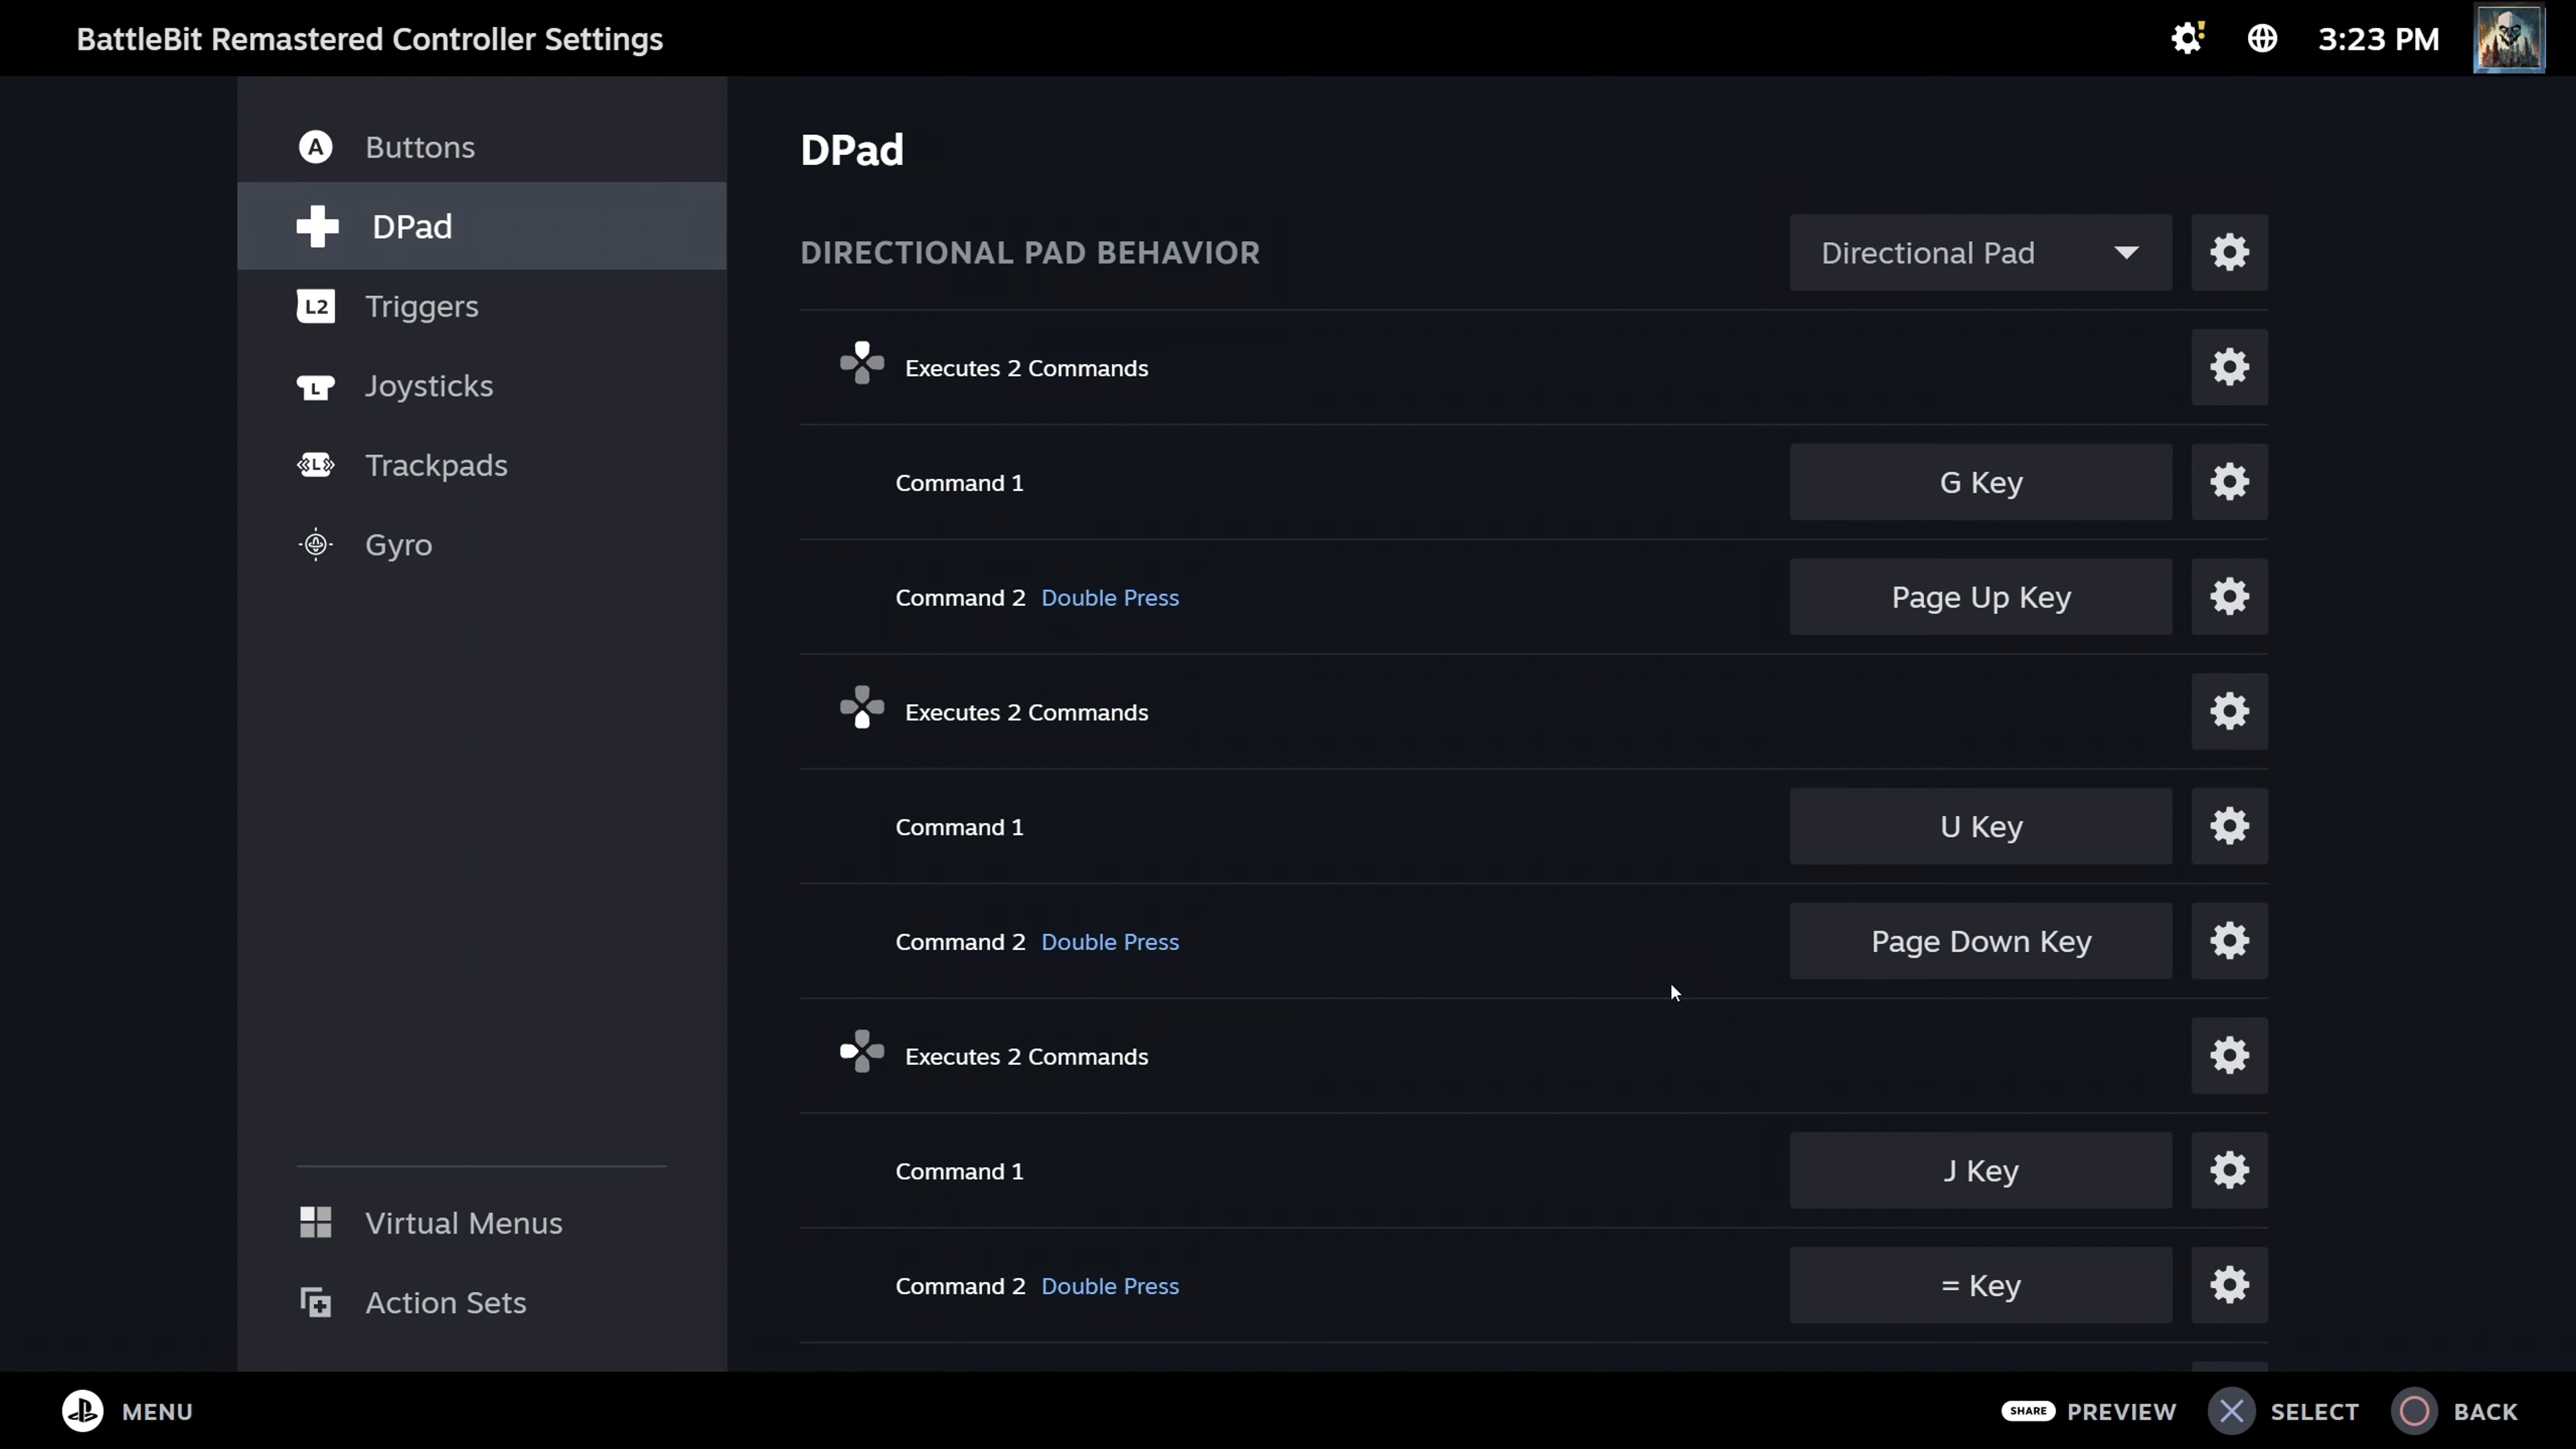 BattleBit Remastered Controller Settings
3:23 PM
A Buttons
DPad
L2 Triggers
L Joysticks
L Trackpads
Gyro
Virtual Menus
Action Sets
DPad
DIRECTIONAL PAD BEHAVIOR
Directional Pad
Executes 2 Commands
Command 1
G Key
Command 2 Double Press
Page Up Key
Executes 2 Commands
Command 1
U Key
Command 2 Double Press
Page Down Key
Executes 2 Commands
Command 1
J Key
Command 2 Double Press
= Key
MENU
SHARE PREVIEW
SELECT
BACK